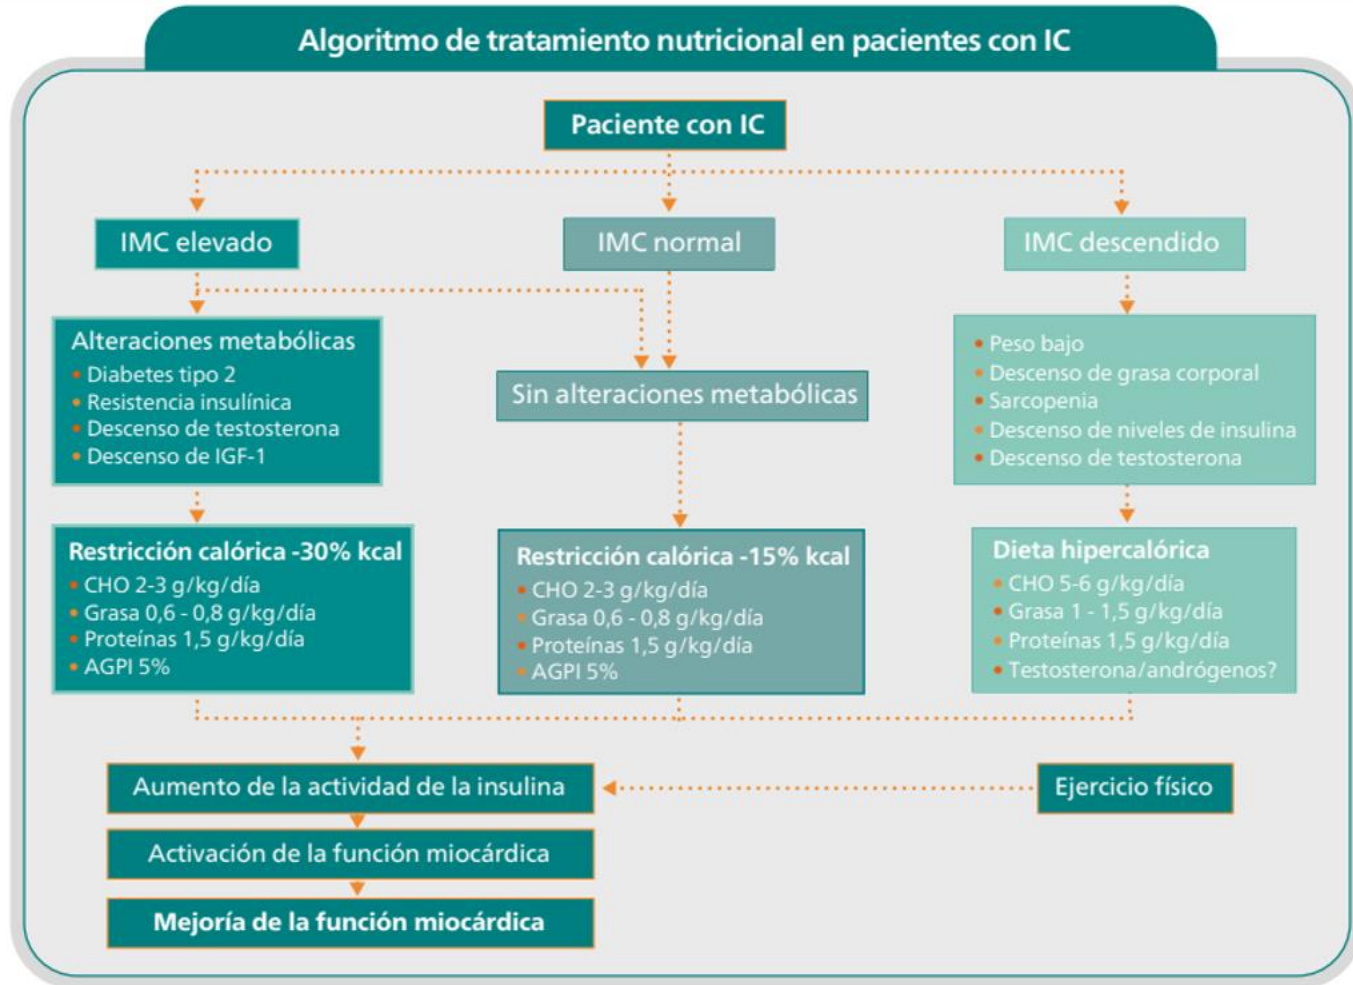 Algoritmo de tratamiento nutricional en pacientes con IC
Paciente con IC
IMC elevado
IMC normal
IMC descendido
Alteraciones metabólicas
• Diabetes tipo 2
• Resistencia insulínica
• Descenso de testosterona
• Descenso de IGF-1
Sin alteraciones metabólicas
• Peso bajo
• Descenso de grasa corporal
• Sarcopenia
• Descenso de niveles de insulina
• Descenso de testosterona
Restricción calórica -30% kcal
• CHO 2-3 g/kg/día
• Grasa 0,6 - 0,8 g/kg/día
• Proteínas 1,5 g/kg/día
• AGPI 5%
Restricción calórica -15% kcal
• CHO 2-3 g/kg/día
• Grasa 0,6 - 0,8 g/kg/día
• Proteínas 1,5 g/kg/día
• AGPI 5%
Dieta hipercalórica
• CHO 5-6 g/kg/día
• Grasa 1 - 1,5 g/kg/día
• Proteínas 1,5 g/kg/día
• Testosterona/andrógenos?
Aumento de la actividad de la insulina
Ejercicio físico
Activación de la función miocárdica
Mejoría de la función miocárdica